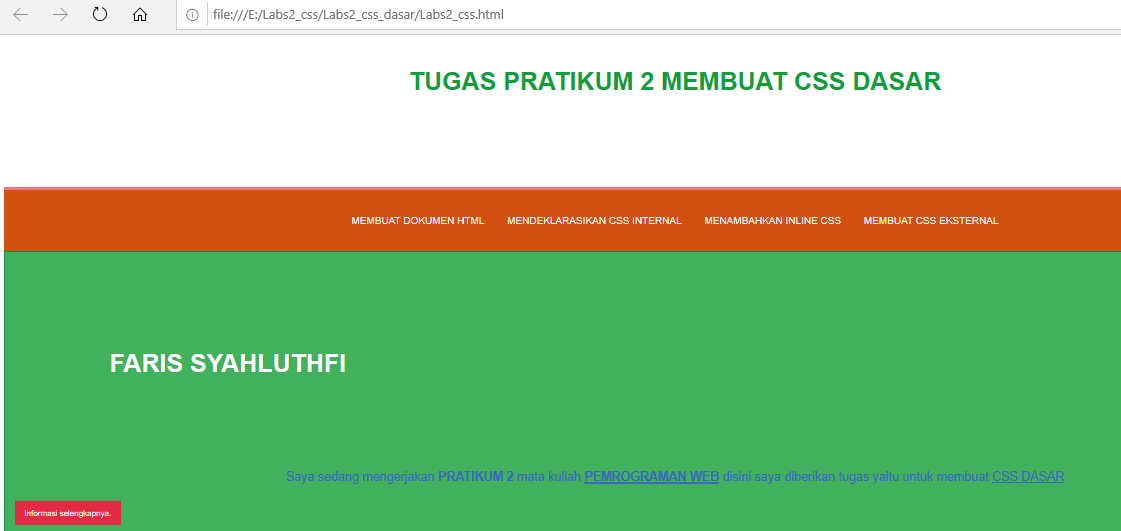 file:///E:/Labs2_css/Labs2_css_dasar/Labs2_css.html
TUGAS PRATIKUM 2 MEMBUAT CSS DASAR
MEMBUAT DOKUMEN HTML MENDEKLARASIKAN CSS INTERNAL MENAMBAHKAN INLINE CSS MEMBUAT CSS EKSTERNAL
FARIS SYAHLUTHFI
Saya sedang mengerjakan PRATIKUM 2 mata kuliah PEMROGRAMAN WEB disini saya diberikan tugas yaitu untuk membuat CSS DASAR
Informasi selengkapnya.